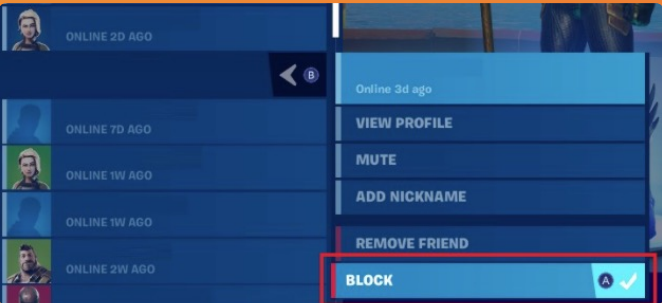 ONLINE 2D AGO
B
ONLINE 7D AGO
ONLINE 1W AGO
ONLINE 1W AGO
ONLINE 2W AGO
Online 3d ago
VIEW PROFILE
MUTE
ADD NICKNAME
REMOVE FRIEND
BLOCK
A